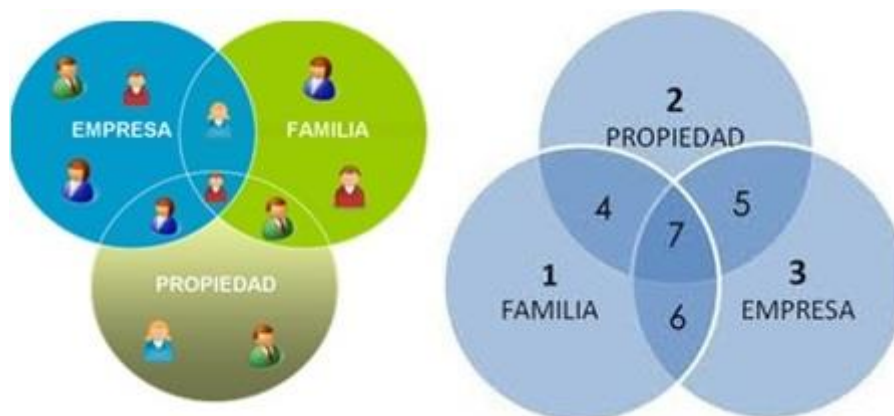 EMPRESA
FAMILIA
PROPIEDAD
2
PROPIEDAD
4
5
7
1
FAMILIA
3
EMPRESA
6